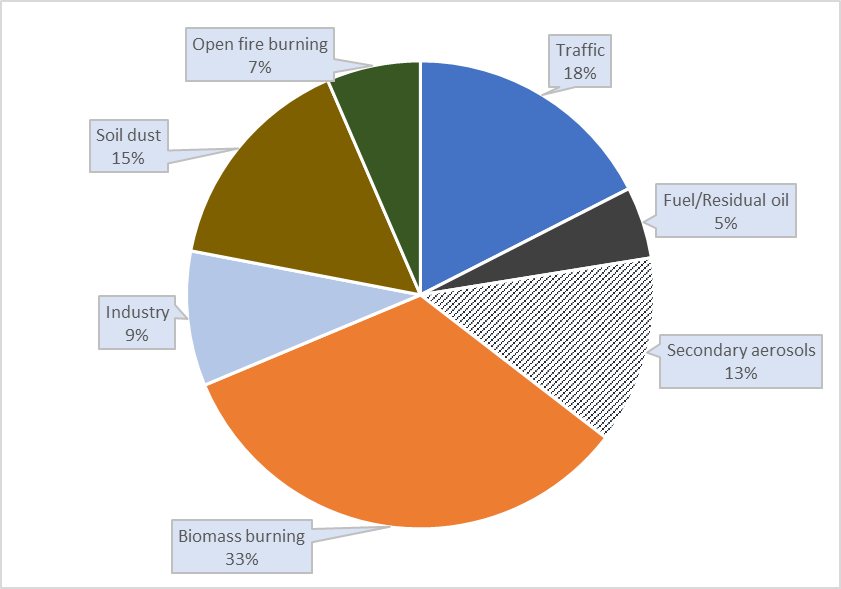 Open fire burning
7%
Traffic
18%
Soil dust
15%
Fuel/Residual oil
5%
Industry
9%
Secondary aerosols
13%
Biomass burning
33%